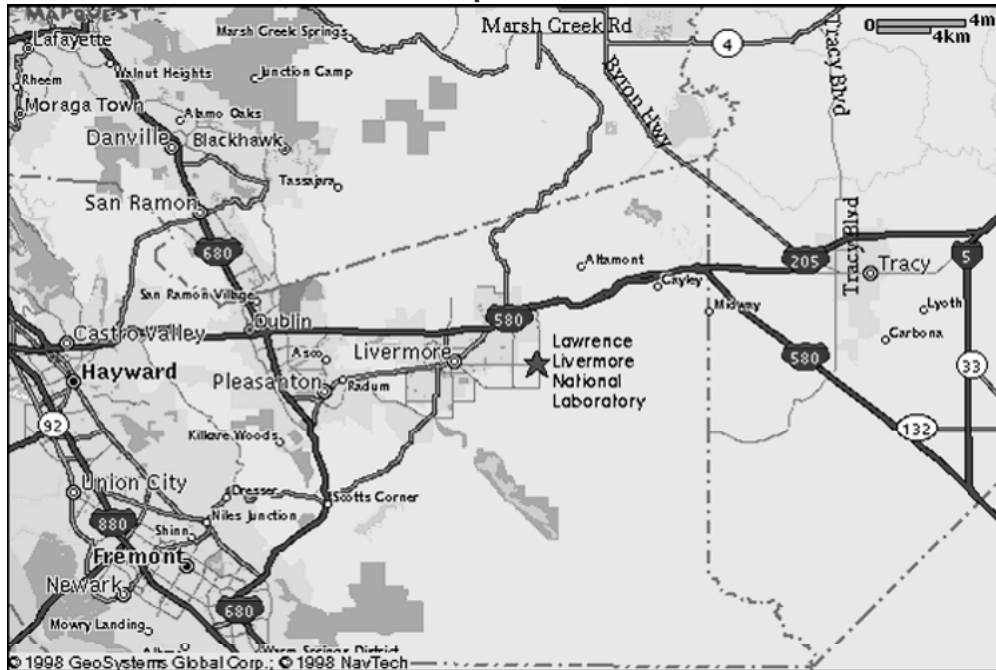 MAPQUEST
Marsh Creek Springs
Marsh Creek Rd
4
0 4mi
4km
Lafayette
Walnut Heights
Junction Camp
Rheem
Moraga Town
Alamo Oaks
Danville
Blackhawk
Byron Hwy
Tracy Blvd
Tassajara
San Ramon
680
Altamont
205
Tracy Blvd
Tracy
5
San Ramon Village
Cayley
Midway
Lyoth
Dublin
580
Castro Valley
Carbona
Asco
Livermore
Lawrence
Livermore
National
Laboratory
580
33
Hayward
Pleasanton
Radum
92
132
Kilkare Woods
Union City
Dresser
Scotts Corner
Niles Junction
880
Shinn
Fremont
Newark
680
Mowry Landing
Warm Springs District
© 1998 GeoSystems Global Corp.; © 1998 NavTech